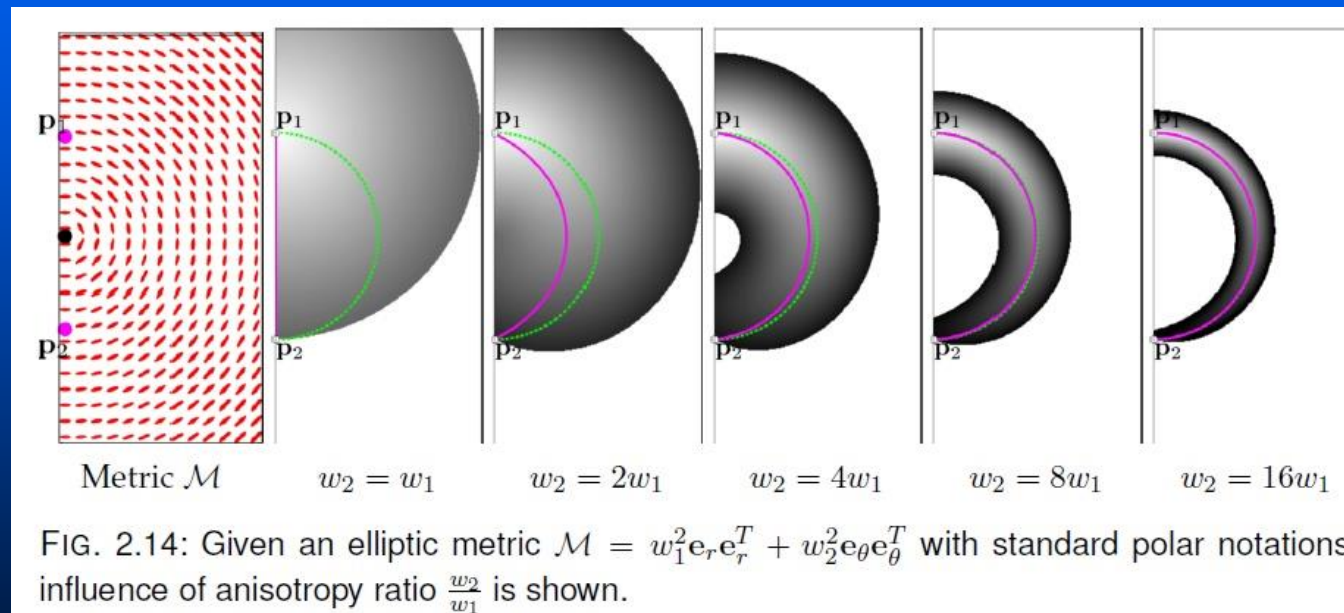 p₁
p₂
p₁
p₂
p₁
p₂
p₁
p₂
p₁
p₂
p₁
p₂
Metric ℳ
w₂ = w₁
w₂ = 2w₁
w₂ = 4w₁
w₂ = 8w₁
w₂ = 16w₁
FIG. 2.14: Given an elliptic metric ℳ = w₁²eᵣeᵣᵀ + w₂²e_θe_θᵀ with standard polar notations
influence of anisotropy ratio w₂/w₁ is shown.